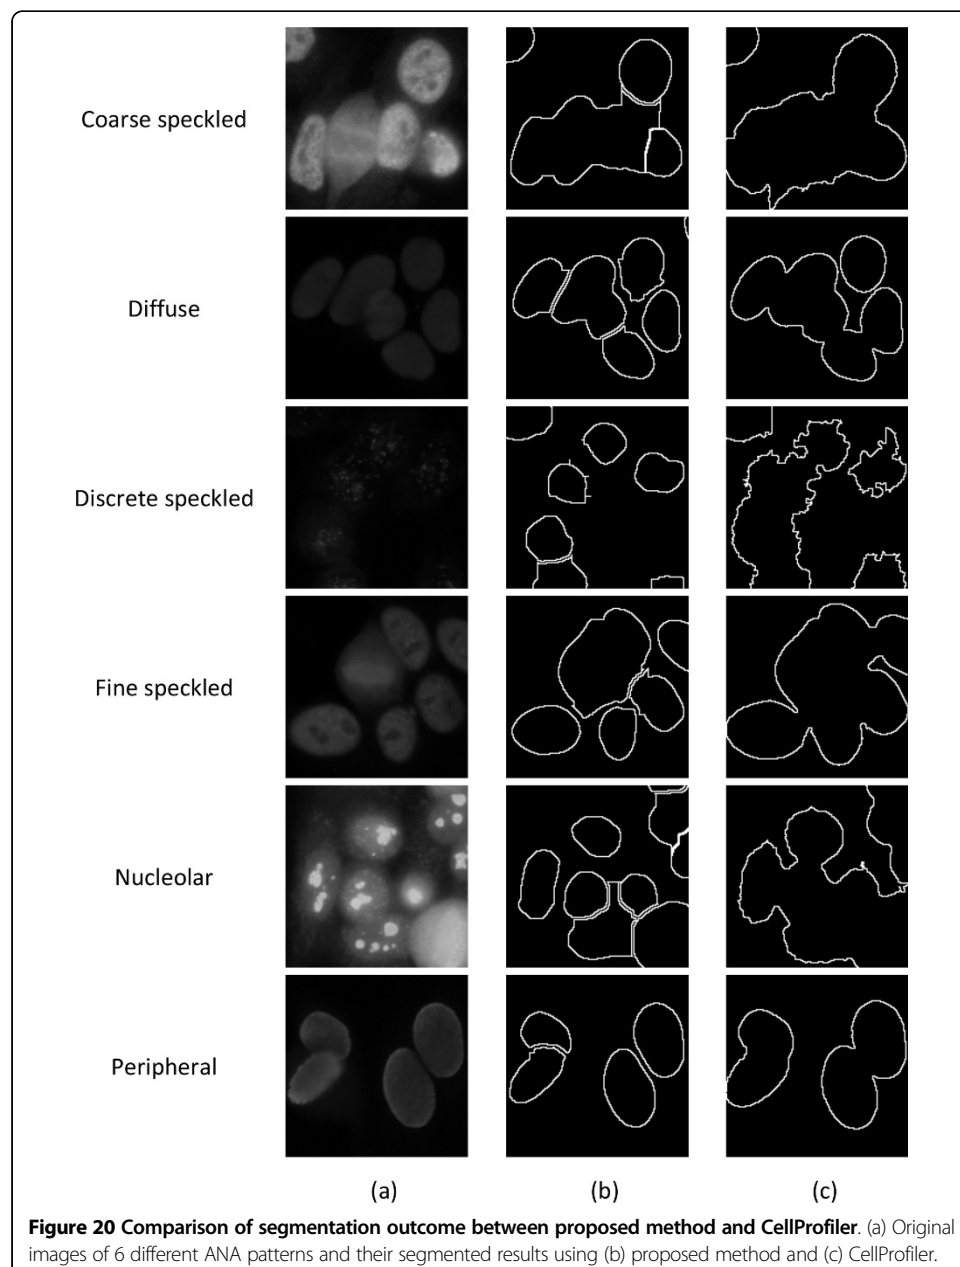 Coarse speckled
Diffuse
Discrete speckled
Fine speckled
Nucleolar
Peripheral
(a) (b) (c)
Figure 20 Comparison of segmentation outcome between proposed method and CellProfiler. (a) Original
images of 6 different ANA patterns and their segmented results using (b) proposed method and (c) CellProfiler.